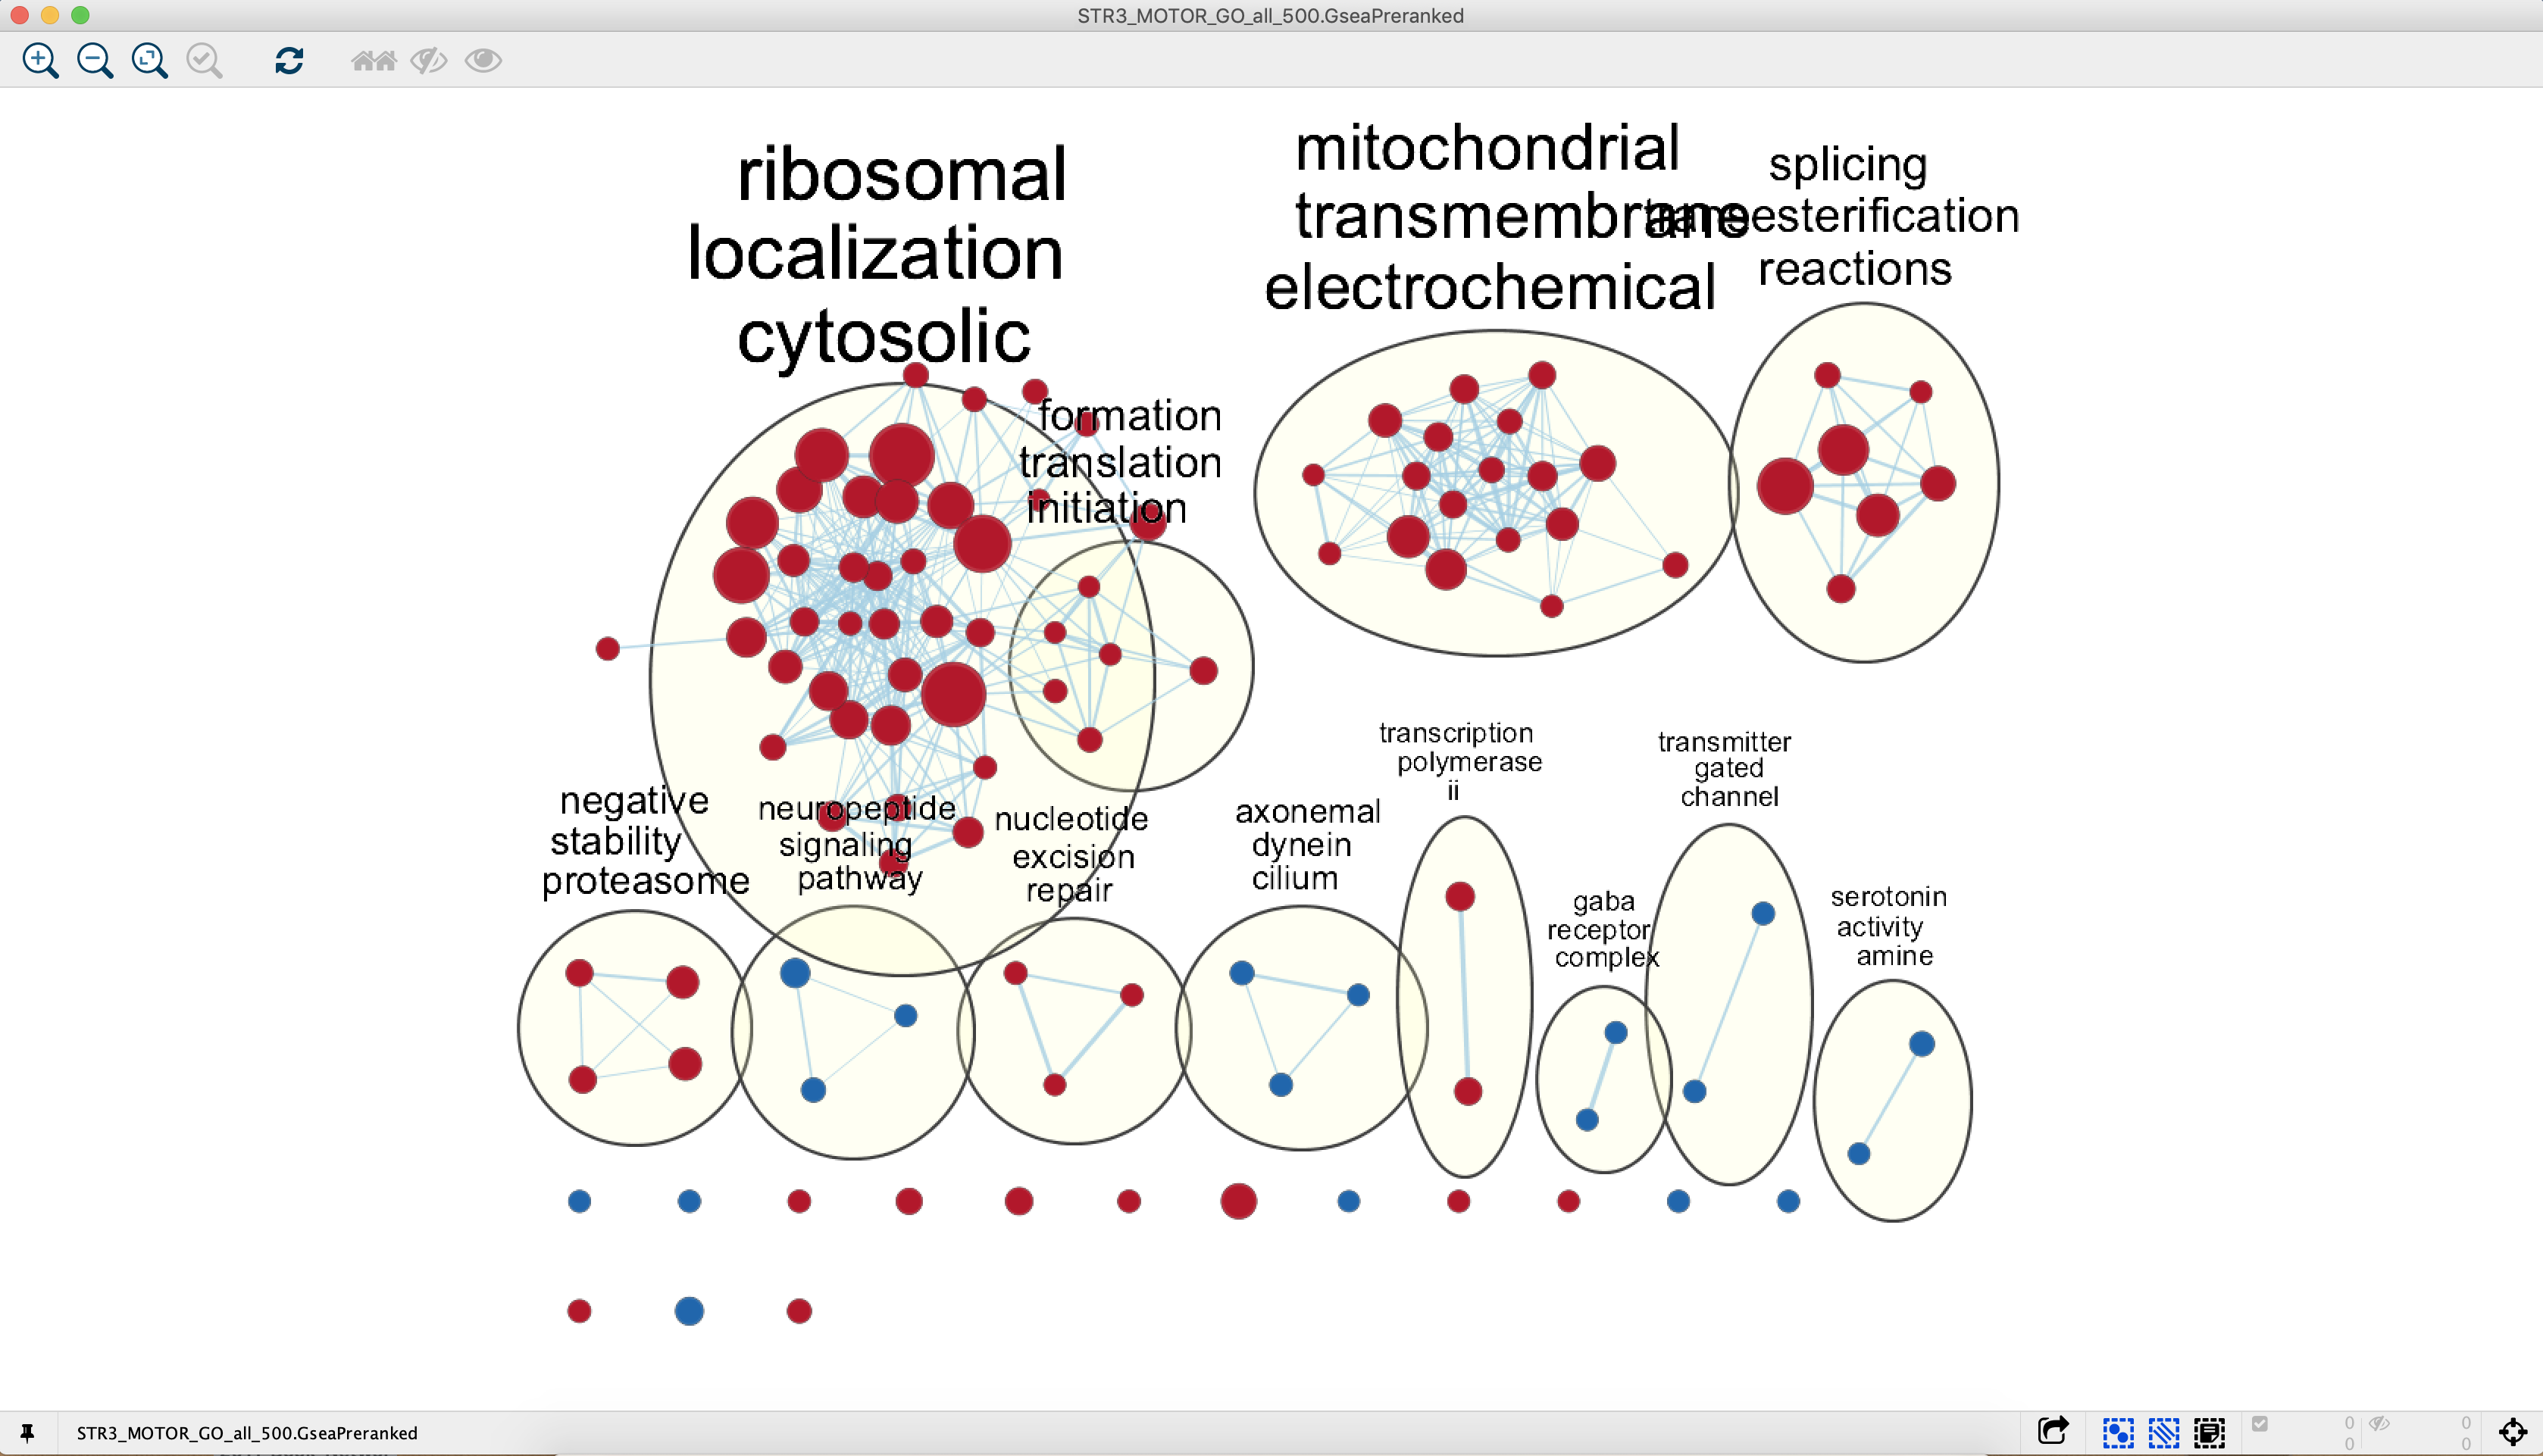 STR3_MOTOR_GO_all_500.GseaPreranked
ribosomal
localization
cytosolic
mitochondrial
transmembrane
electrochemical
splicing
transesterification
reactions
formation
translation
initiation
negative
stability
proteasome
neuropeptide
signaling
pathway
nucleotide
excision
repair
axonemal
dynein
cilium
transcription
polymerase
ii
gaba
receptor
complex
transmitter
gated
channel
serotonin
activity
amine
STR3_MOTOR_GO_all_500.GseaPreranked
0
0
0
0